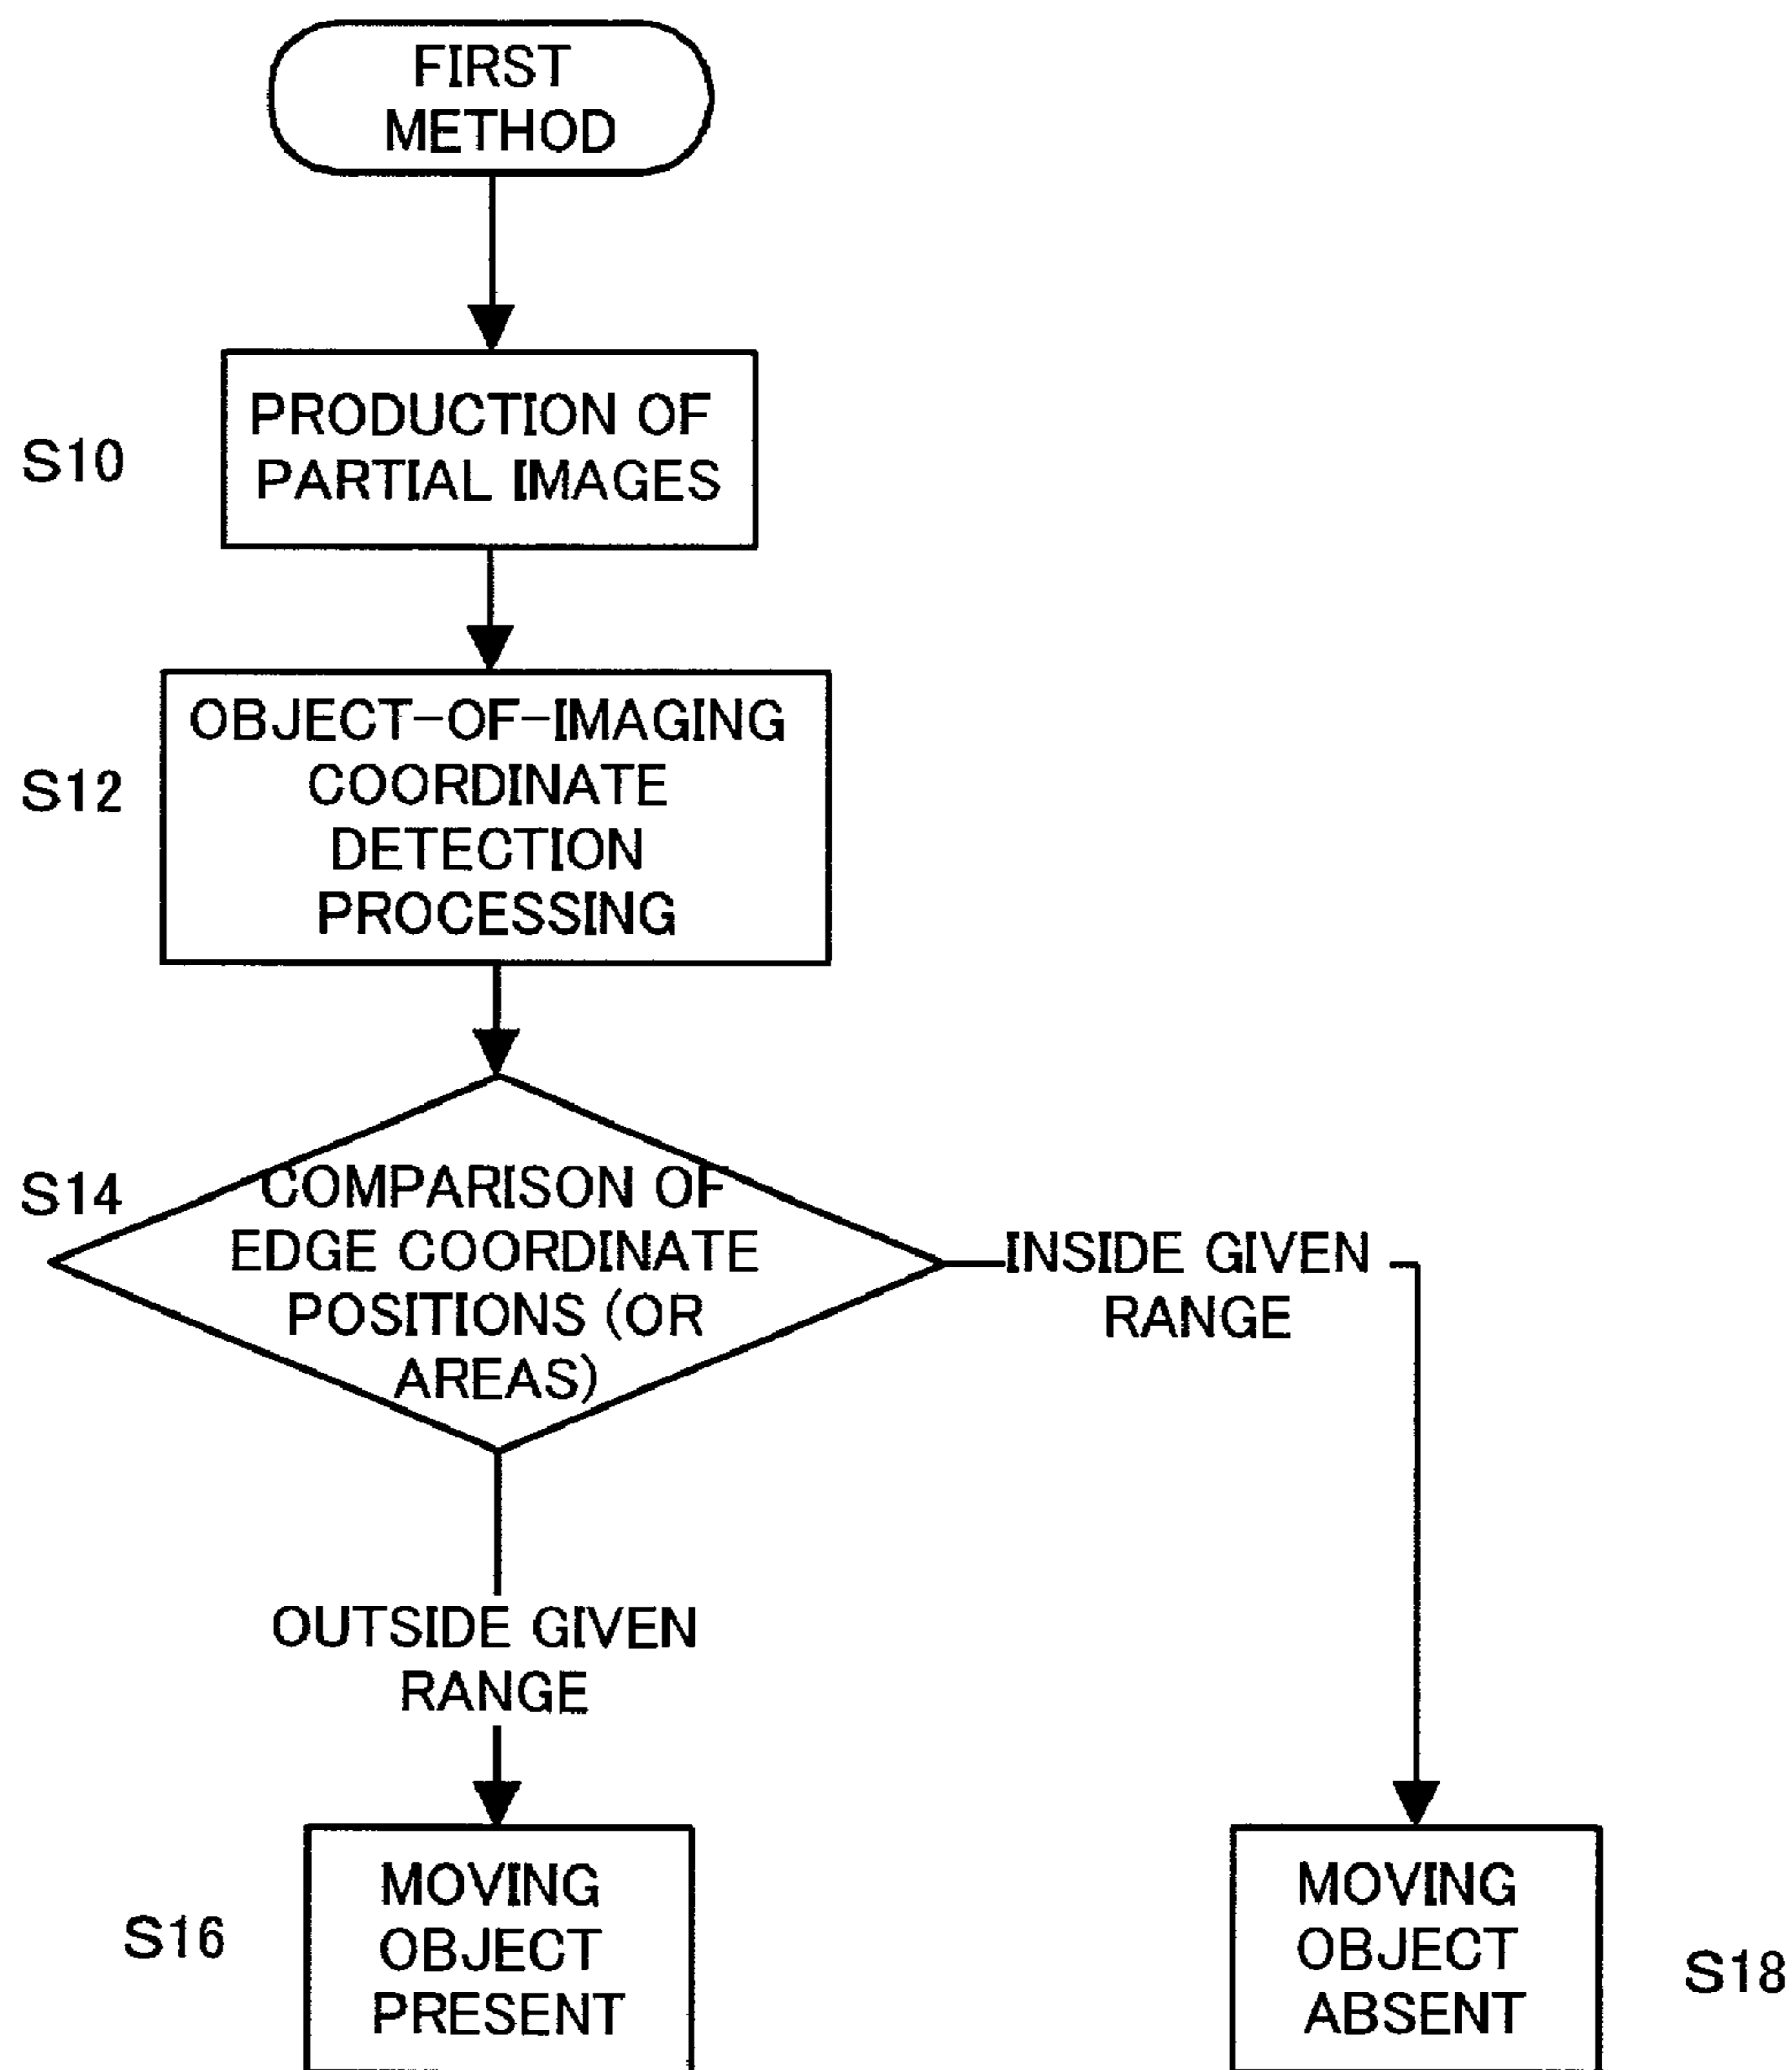 FIRST
METHOD
S10
PRODUCTION OF
PARTIAL IMAGES
S12
OBJECT-OF-IMAGING
COORDINATE
DETECTION
PROCESSING
S14
COMPARISON OF
EDGE COORDINATE
POSITIONS (OR
AREAS)
INSIDE GIVEN
RANGE
OUTSIDE GIVEN
RANGE
S16
MOVING
OBJECT
PRESENT
MOVING
OBJECT
ABSENT
S18